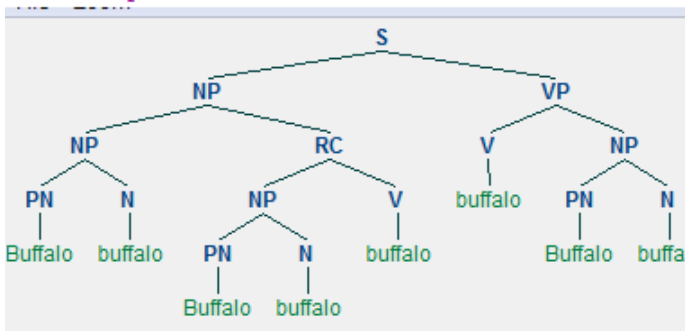 S
NP VP
NP RC V NP
PN N NP V buffalo PN N
Buffalo buffalo PN N buffalo Buffalo buffa
Buffalo buffalo